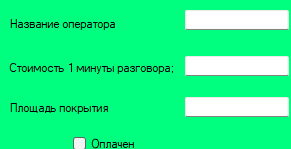 Название оператора
Стоимость 1 минуты разговора;
Площадь покрытия
Оплачен